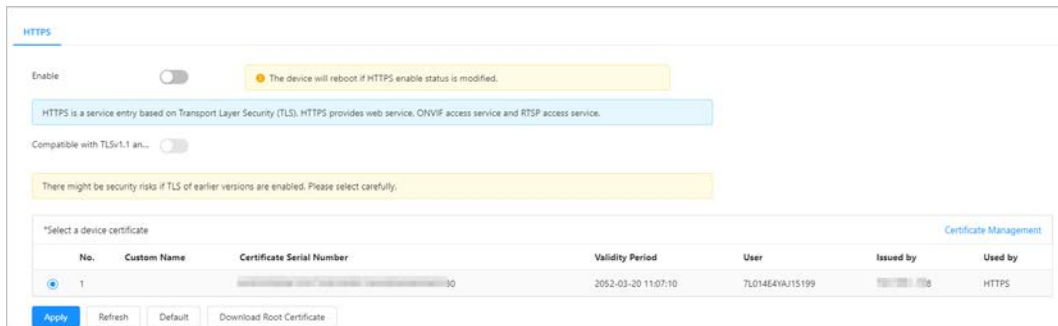 HTTPS
Enable The device will reboot if HTTPS enable status is modified.
HTTPS is a service entry based on Transport Layer Security (TLS). HTTPS provides web service, ONVIF access service and RTSP access service.
Compatible with TLSv1.1 an...
There might be security risks if TLS of earlier versions are enabled. Please select carefully.
*Select a device certificate Certificate Management
No. Custom Name Certificate Serial Number Validity Period User Issued by Used by
1 2052-03-20 11:07:10 7L014E4YAJ15199 HTTPS
Apply Refresh Default Download Root Certificate